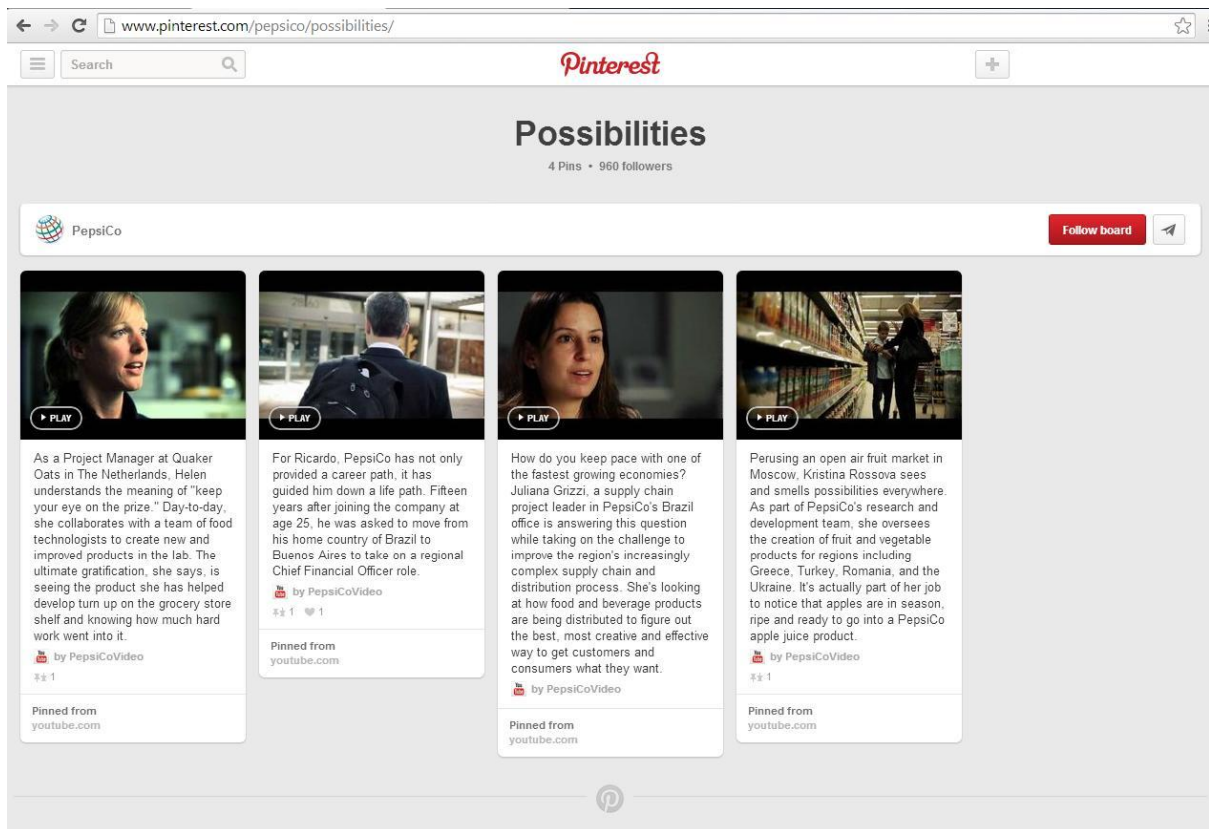 www.pinterest.com/pepsico/possibilities/
Search
Pinterest
Possibilities
4 Pins • 960 followers
PepsiCo
Follow board
PLAY
As a Project Manager at Quaker
Oats in The Netherlands, Helen
understands the meaning of "keep
your eye on the prize." Day-to-day,
she collaborates with a team of food
technologists to create new and
improved products in the lab. The
ultimate gratification, she says, is
seeing the product she has helped
develop turn up on the grocery store
shelf and knowing how much hard
work went into it.
You Tube by PepsiCoVideo
1
Pinned from
youtube.com
PLAY
For Ricardo, PepsiCo has not only
provided a career path, it has
guided him down a life path. Fifteen
years after joining the company at
age 25, he was asked to move from
his home country of Brazil to
Buenos Aires to take on a regional
Chief Financial Officer role.
You Tube by PepsiCoVideo
1 1
Pinned from
youtube.com
PLAY
How do you keep pace with one of
the fastest growing economies?
Juliana Grizzi, a supply chain
project leader in PepsiCo's Brazil
office is answering this question
while taking on the challenge to
improve the region's increasingly
complex supply chain and
distribution process. She's looking
at how food and beverage products
are being distributed to figure out
the best, most creative and effective
way to get customers and
consumers what they want.
You Tube by PepsiCoVideo
Pinned from
youtube.com
PLAY
Perusing an open air fruit market in
Moscow, Kristina Rossova sees
and smells possibilities everywhere.
As part of PepsiCo's research and
development team, she oversees
the creation of fruit and vegetable
products for regions including
Greece, Turkey, Romania, and the
Ukraine. It's actually part of her job
to notice that apples are in season,
ripe and ready to go into a PepsiCo
apple juice product.
You Tube by PepsiCoVideo
1
Pinned from
youtube.com